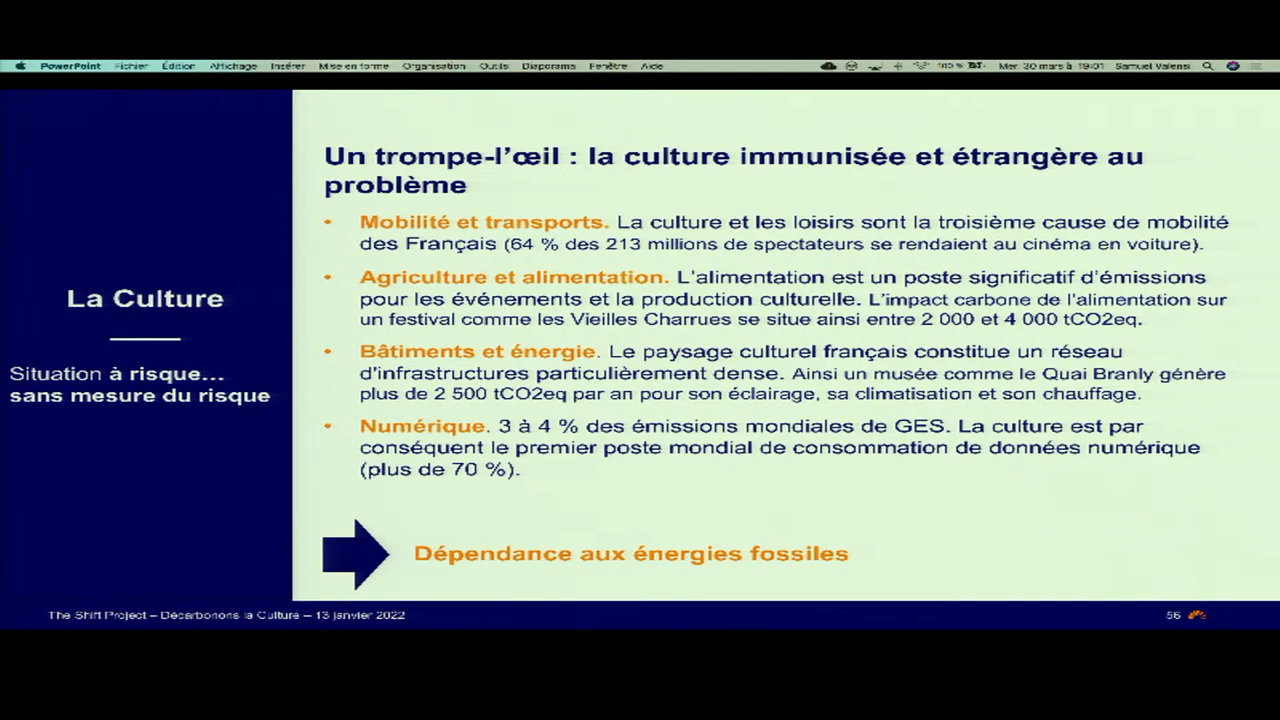 PowerPoint Fichier Édition Affichage Insérer Mise en forme Organisation Outils Diaporama Fenêtre Aide 100 % Mer. 30 mars à 19:01 Samuel Valensi
Un trompe-l'œil : la culture immunisée et étrangère au
problème
• Mobilité et transports. La culture et les loisirs sont la troisième cause de mobilité
des Français (64 % des 213 millions de spectateurs se rendaient au cinéma en voiture).
• Agriculture et alimentation. L'alimentation est un poste significatif d'émissions
pour les événements et la production culturelle. L'impact carbone de l'alimentation sur
un festival comme les Vieilles Charrues se situe ainsi entre 2 000 et 4 000 tCO2eq.
• Bâtiments et énergie. Le paysage culturel français constitue un réseau
d'infrastructures particulièrement dense. Ainsi un musée comme le Quai Branly génère
plus de 2 500 tCO2eq par an pour son éclairage, sa climatisation et son chauffage.
• Numérique. 3 à 4 % des émissions mondiales de GES. La culture est par
conséquent le premier poste mondial de consommation de données numérique
(plus de 70 %).
Dépendance aux énergies fossiles
La Culture
Situation à risque...
sans mesure du risque
The Shift Project – Décarbonons la Culture – 13 janvier 2022
56